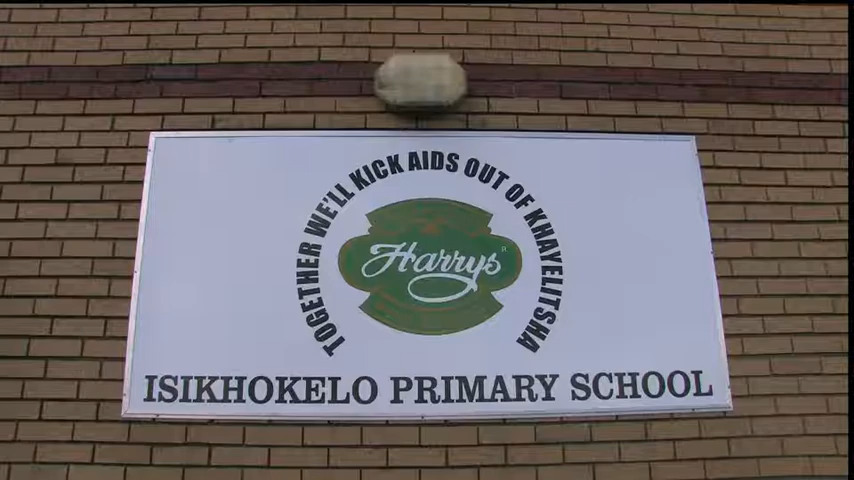 TOGETHER WE'LL KICK AIDS OUT OF KHAYELITSHA
Harrys
ISIKHOKELO PRIMARY SCHOOL